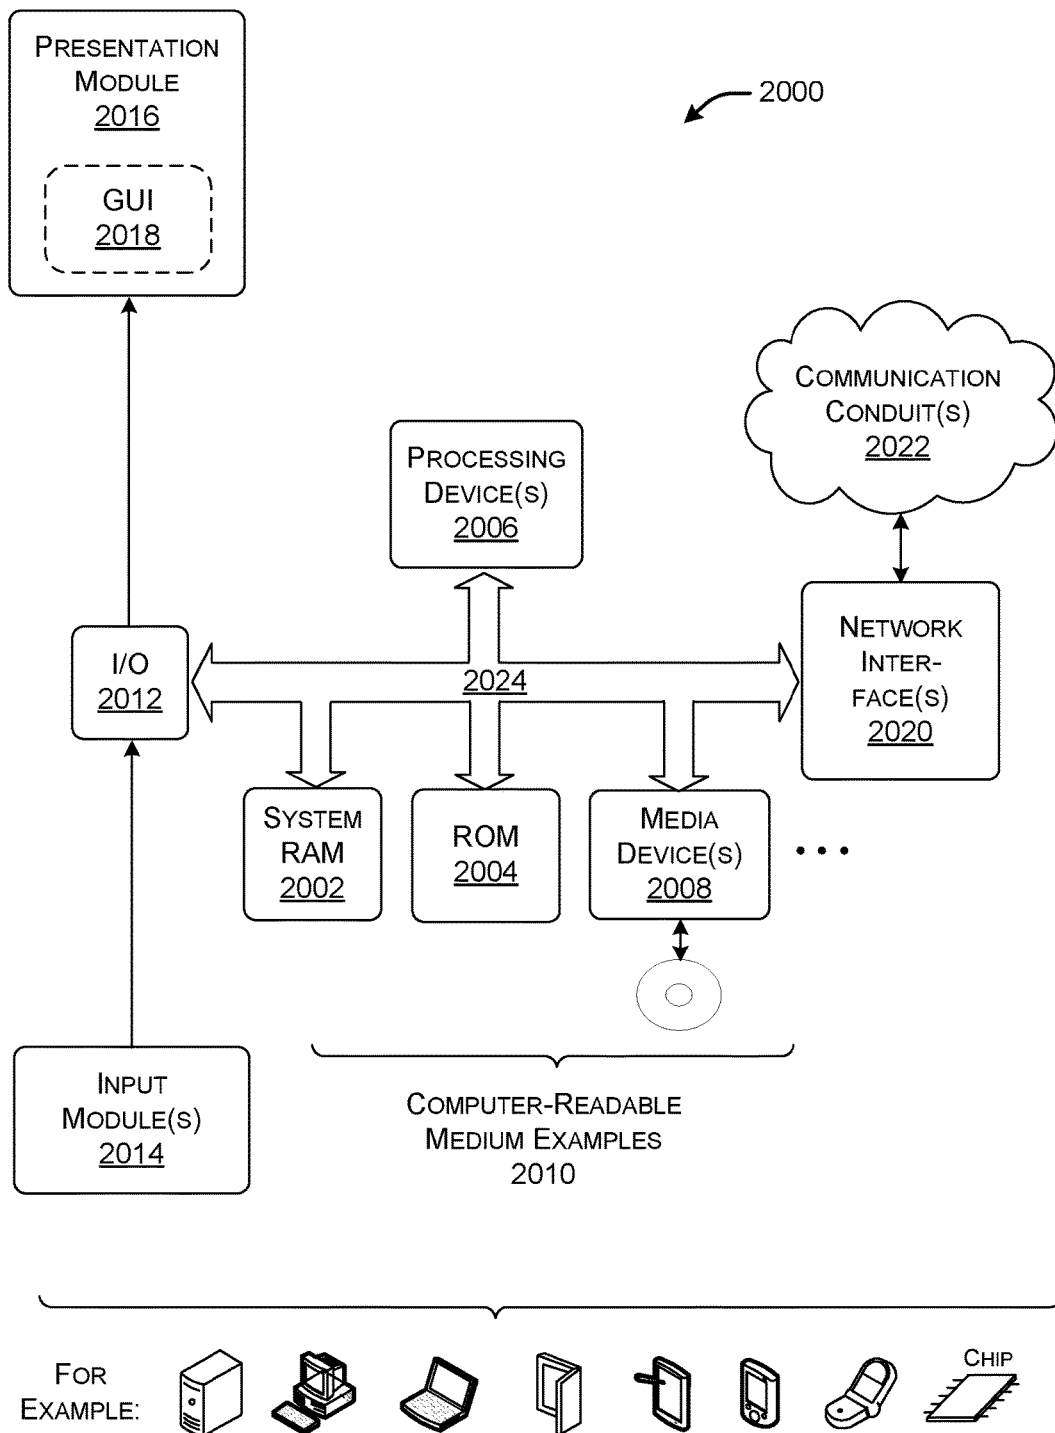 PRESENTATION
MODULE
2016
GUI
2018
2000
COMMUNICATION
CONDUIT(S)
2022
PROCESSING
DEVICE(S)
2006
I/O
2012
2024
NETWORK
INTER-
FACE(S)
2020
SYSTEM
RAM
2002
ROM
2004
MEDIA
DEVICE(S)
2008
• • •
INPUT
MODULE(S)
2014
COMPUTER-READABLE
MEDIUM EXAMPLES
2010
FOR
EXAMPLE:
CHIP